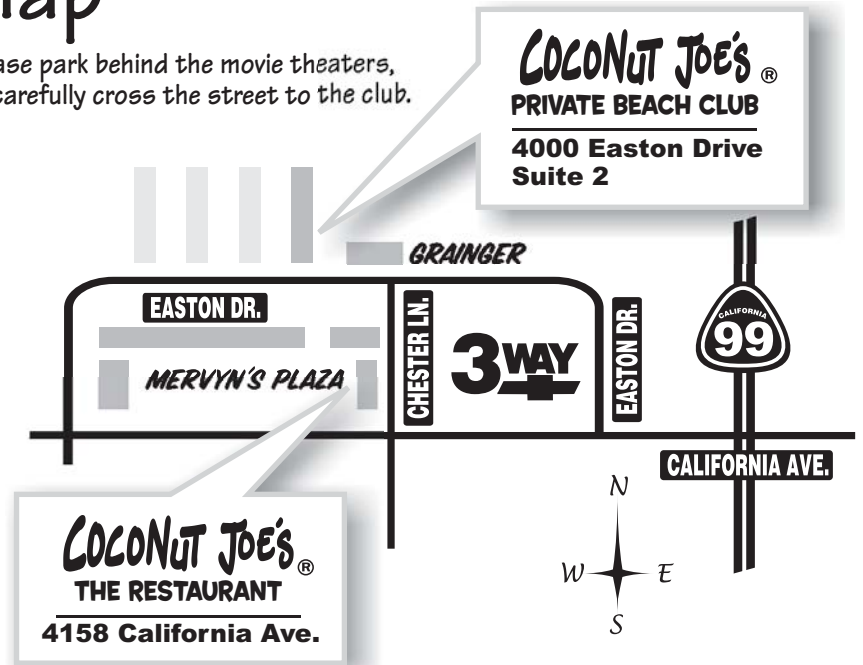 ase park behind the movie theaters,
carefully cross the street to the club.
COCONUT JOE'S ®
PRIVATE BEACH CLUB
4000 Easton Drive
Suite 2
GRAINGER
EASTON DR.
CHESTER LN.
3 WAY
EASTON DR.
CALIFORNIA
99
MERVYN'S PLAZA
CALIFORNIA AVE.
COCONUT JOE'S ®
THE RESTAURANT
4158 California Ave.
N
W E
S